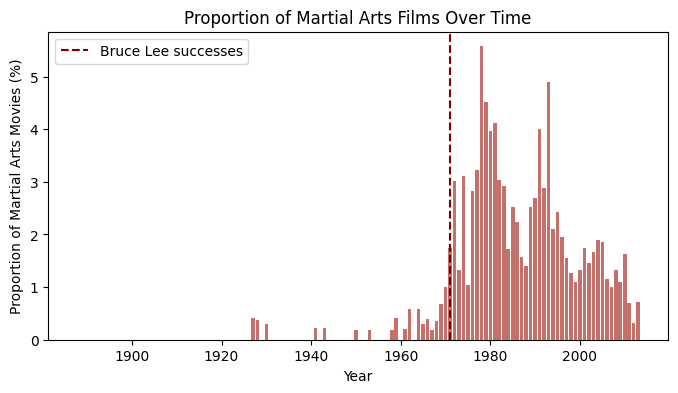 Proportion of Martial Arts Films Over Time
Bruce Lee successes
Proportion of Martial Arts Movies (%)
5
4
3
2
1
0
1900 1920 1940 1960 1980 2000
Year